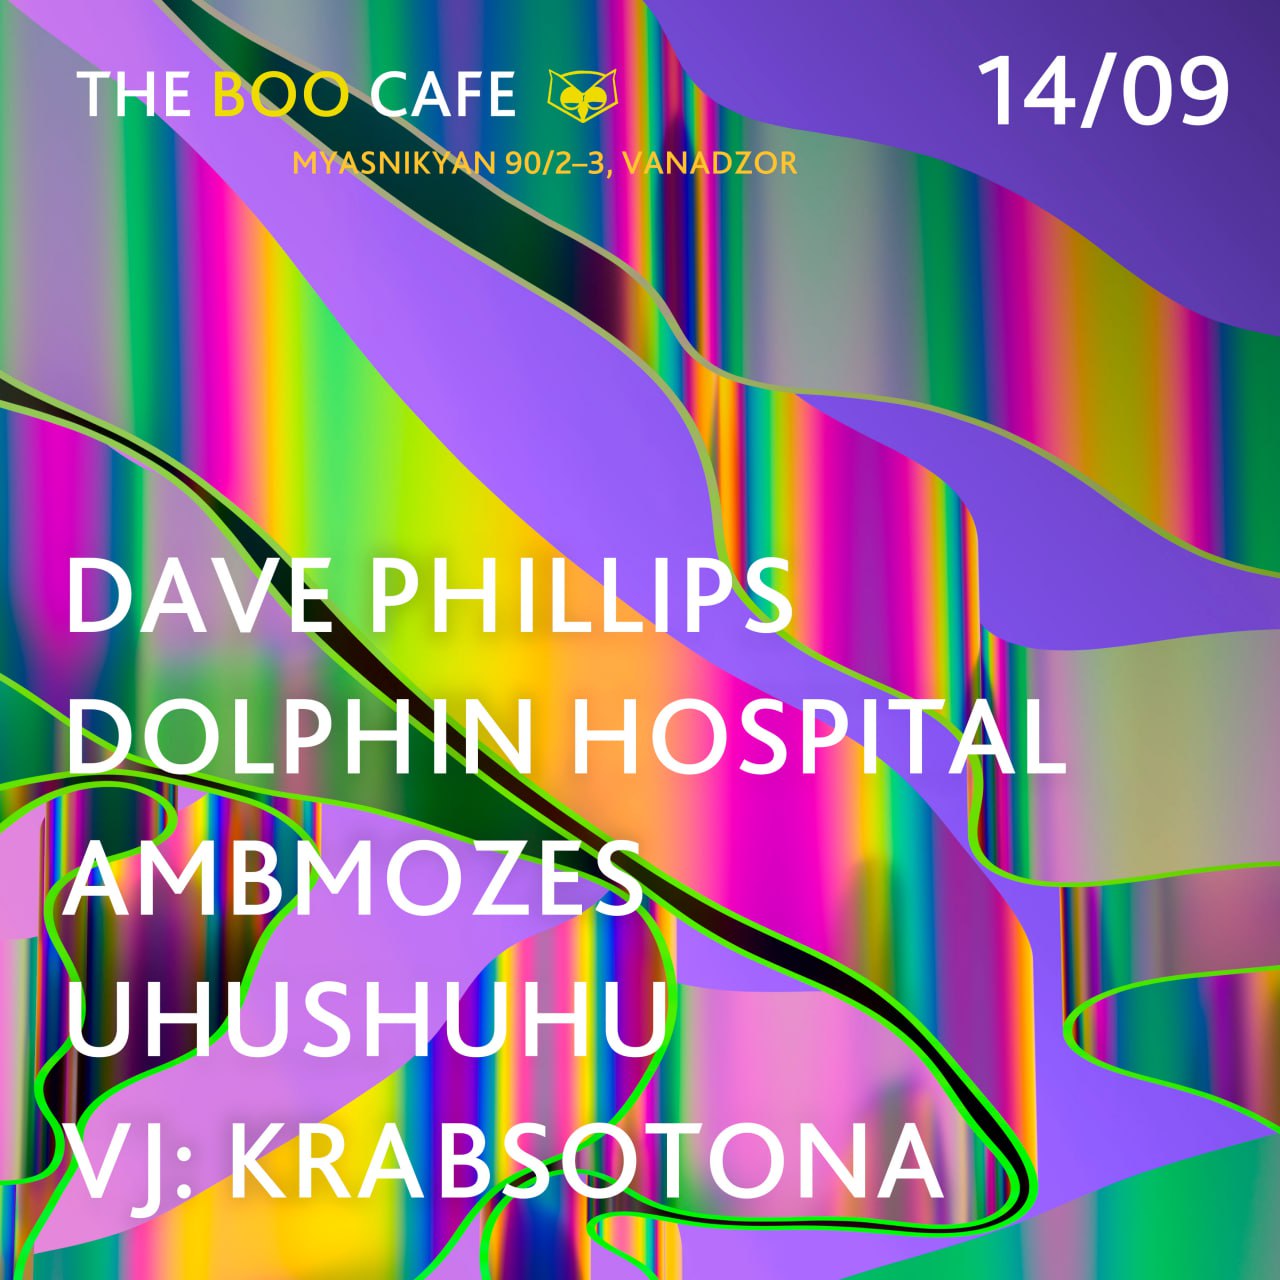 THE BOO CAFE
14/09
MYASNIKYAN 90/2–3, VANADZOR
DAVE PHILLIPS
DOLPHIN HOSPITAL
AMBMOZES
UHUSHUHU
VJ: KRABSOTONA